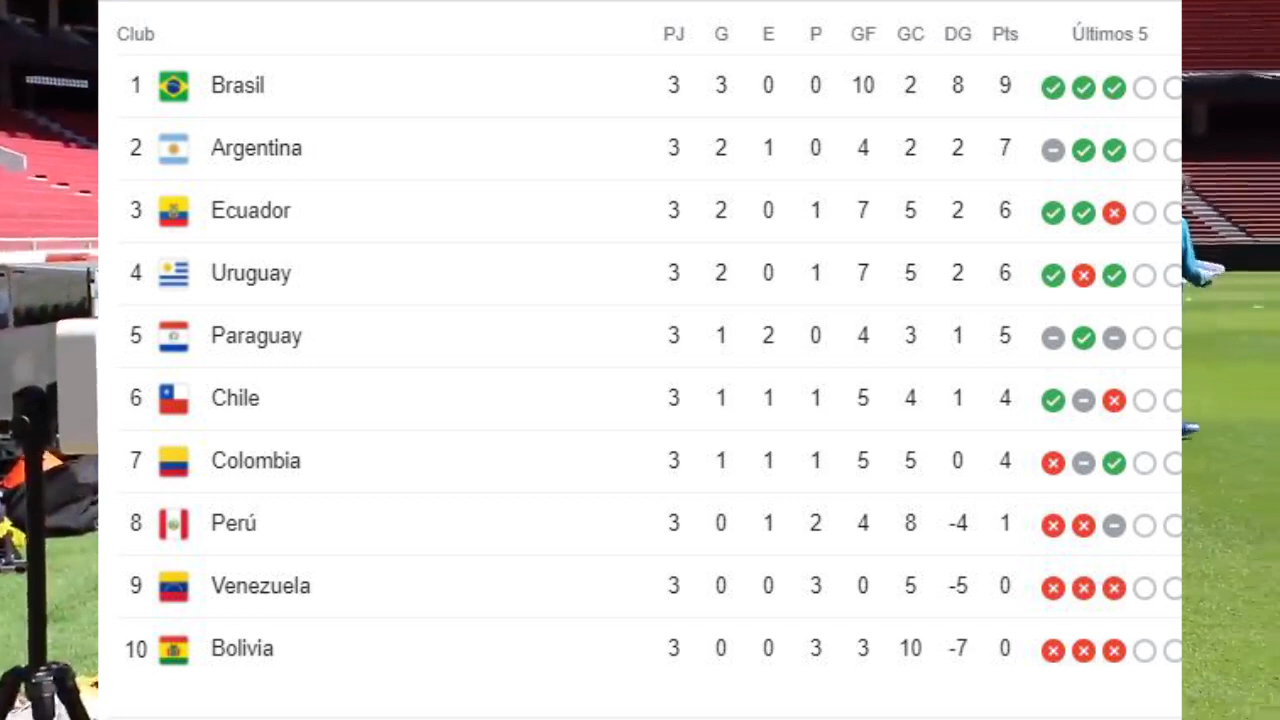 Club PJ G E P GF GC DG Pts Últimos 5
1 Brasil 3 3 0 0 10 2 8 9
2 Argentina 3 2 1 0 4 2 2 7
3 Ecuador 3 2 0 1 7 5 2 6
4 Uruguay 3 2 0 1 7 5 2 6
5 Paraguay 3 1 2 0 4 3 1 5
6 Chile 3 1 1 1 5 4 1 4
7 Colombia 3 1 1 1 5 5 0 4
8 Perú 3 0 1 2 4 8 -4 1
9 Venezuela 3 0 0 3 0 5 -5 0
10 Bolivia 3 0 0 3 3 10 -7 0